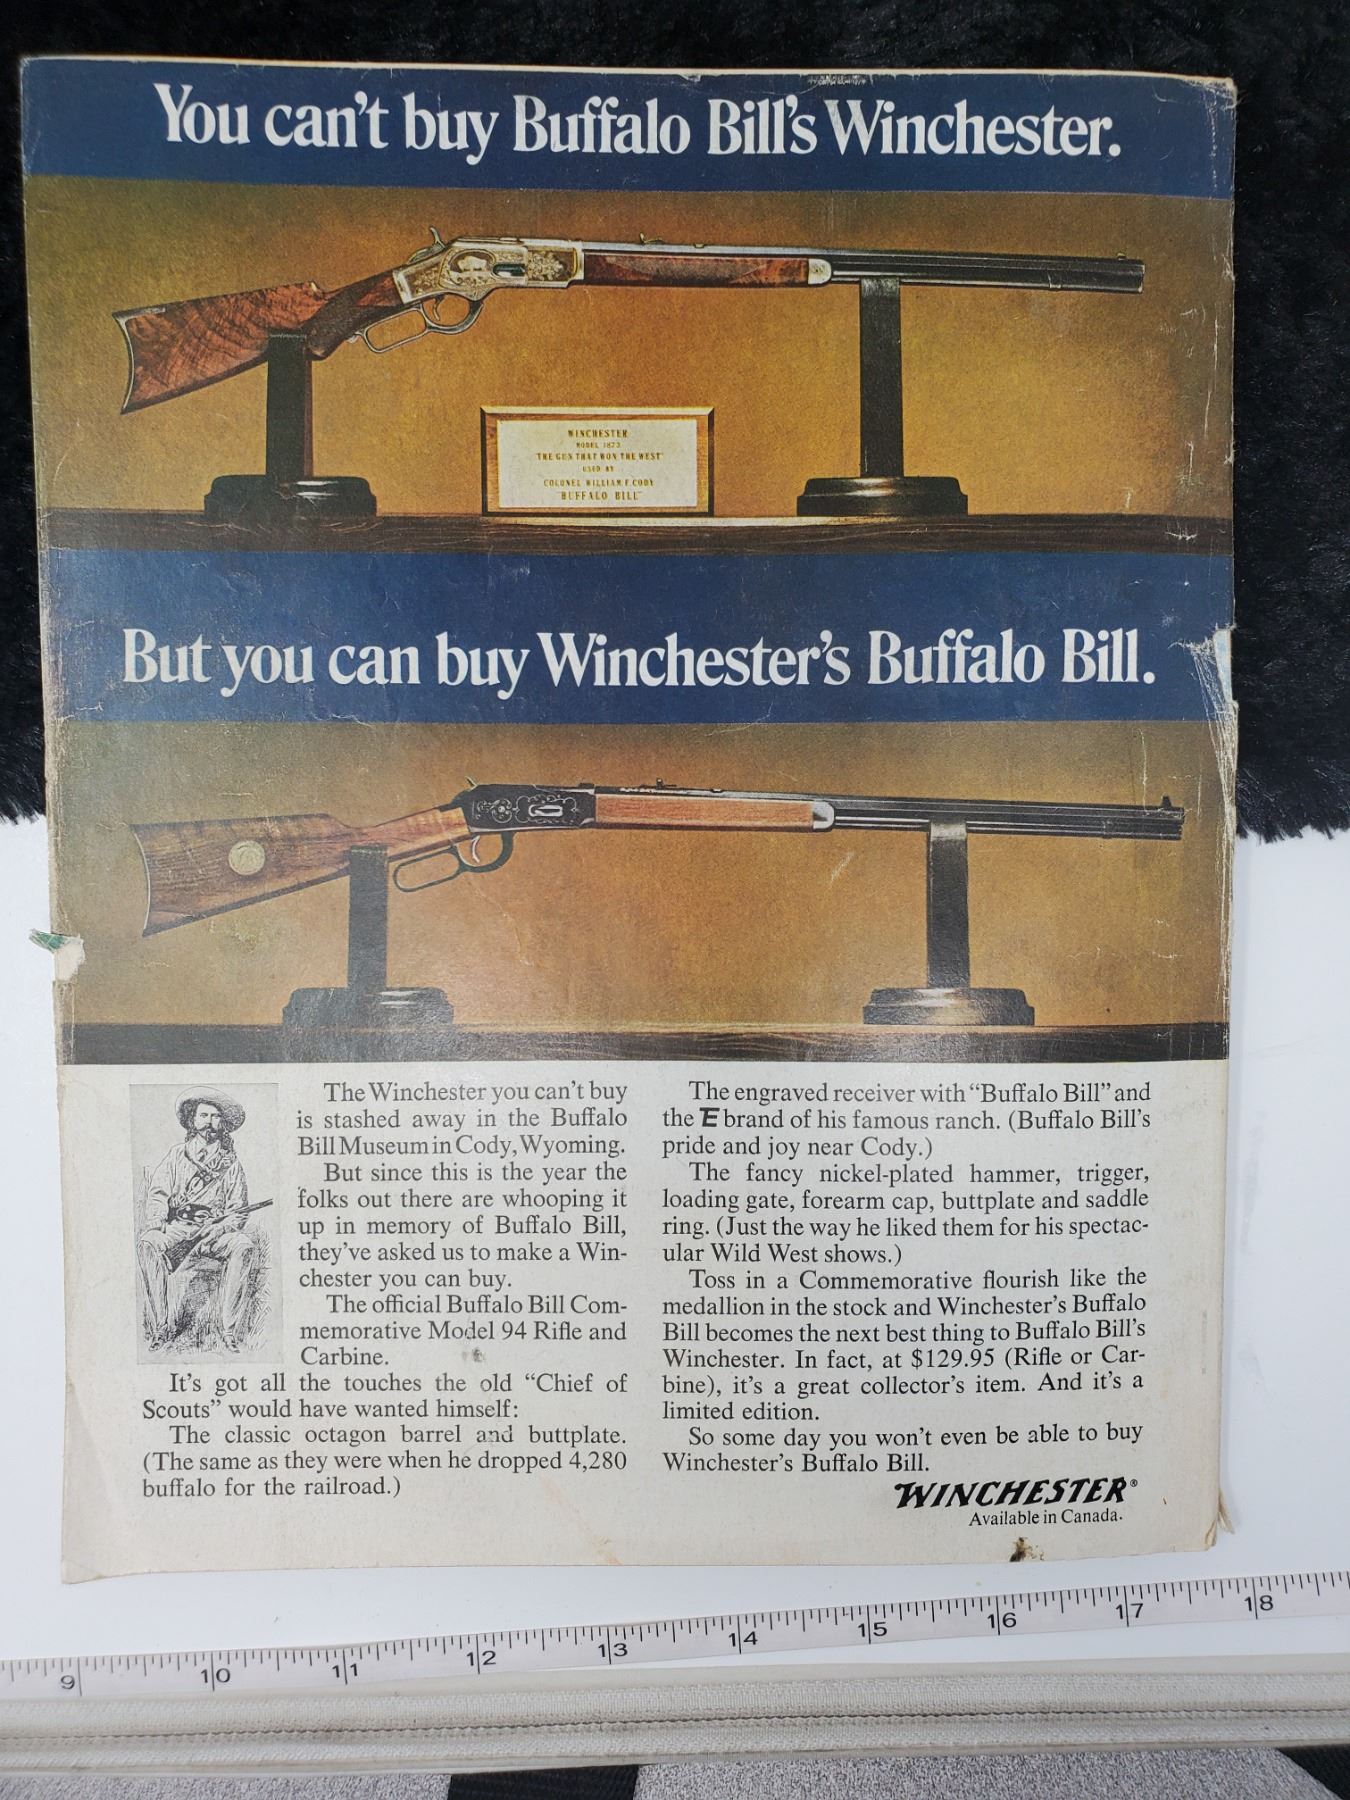 You can't buy Buffalo Bill's Winchester.
WINCHESTER
MODEL 1873
"THE GUN THAT WON THE WEST"
USED BY
COLONEL WILLIAM F. CODY
"BUFFALO BILL"
But you can buy Winchester's Buffalo Bill.
The Winchester you can't buy
is stashed away in the Buffalo
Bill Museum in Cody, Wyoming.
But since this is the year the
folks out there are whooping it
up in memory of Buffalo Bill,
they've asked us to make a Win-
chester you can buy.
The official Buffalo Bill Com-
memorative Model 94 Rifle and
Carbine.
It's got all the touches the old "Chief of
Scouts" would have wanted himself:
The classic octagon barrel and buttplate.
(The same as they were when he dropped 4,280
buffalo for the railroad.)
The engraved receiver with "Buffalo Bill" and
the TE brand of his famous ranch. (Buffalo Bill's
pride and joy near Cody.)
The fancy nickel-plated hammer, trigger,
loading gate, forearm cap, buttplate and saddle
ring. (Just the way he liked them for his spectac-
ular Wild West shows.)
Toss in a Commemorative flourish like the
medallion in the stock and Winchester's Buffalo
Bill becomes the next best thing to Buffalo Bill's
Winchester. In fact, at $129.95 (Rifle or Car-
bine), it's a great collector's item. And it's a
limited edition.
So some day you won't even be able to buy
Winchester's Buffalo Bill.
WINCHESTER®
Available in Canada.
9 10 11 12 13 14 15 16 17 18